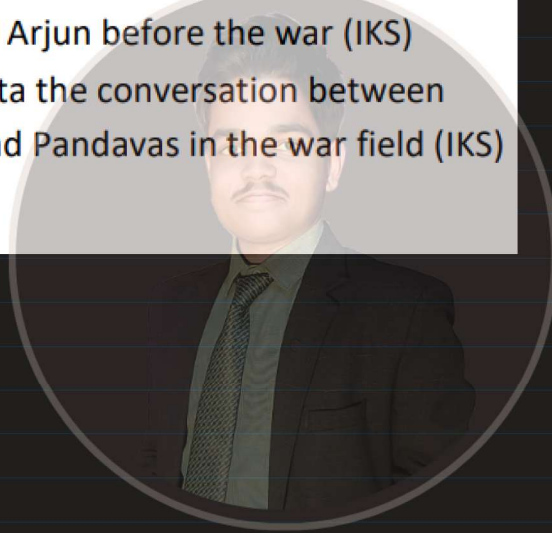 Arjun before the war (IKS)
ta the conversation between
d Pandavas in the war field (IKS)